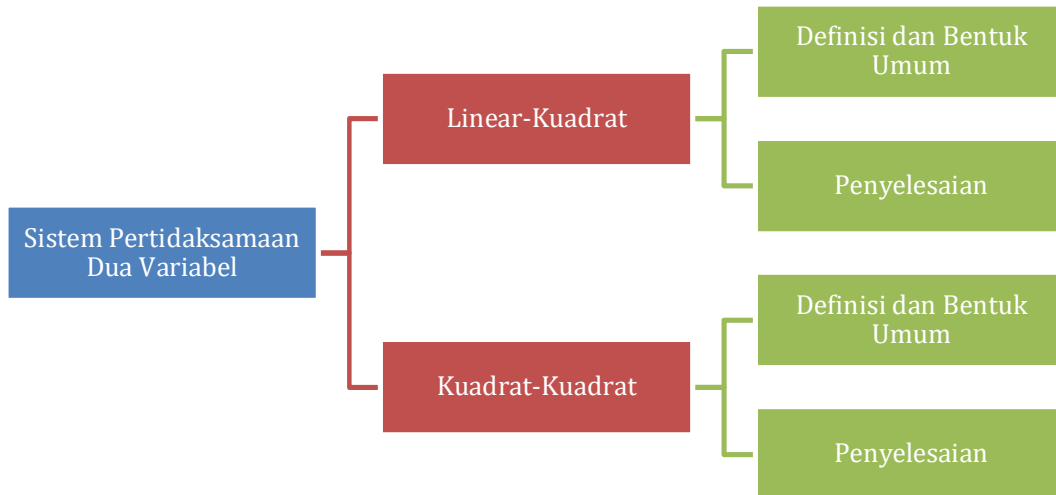 Sistem Pertidaksamaan
Dua Variabel
Linear-Kuadrat
Definisi dan Bentuk
Umum
Penyelesaian
Kuadrat-Kuadrat
Definisi dan Bentuk
Umum
Penyelesaian